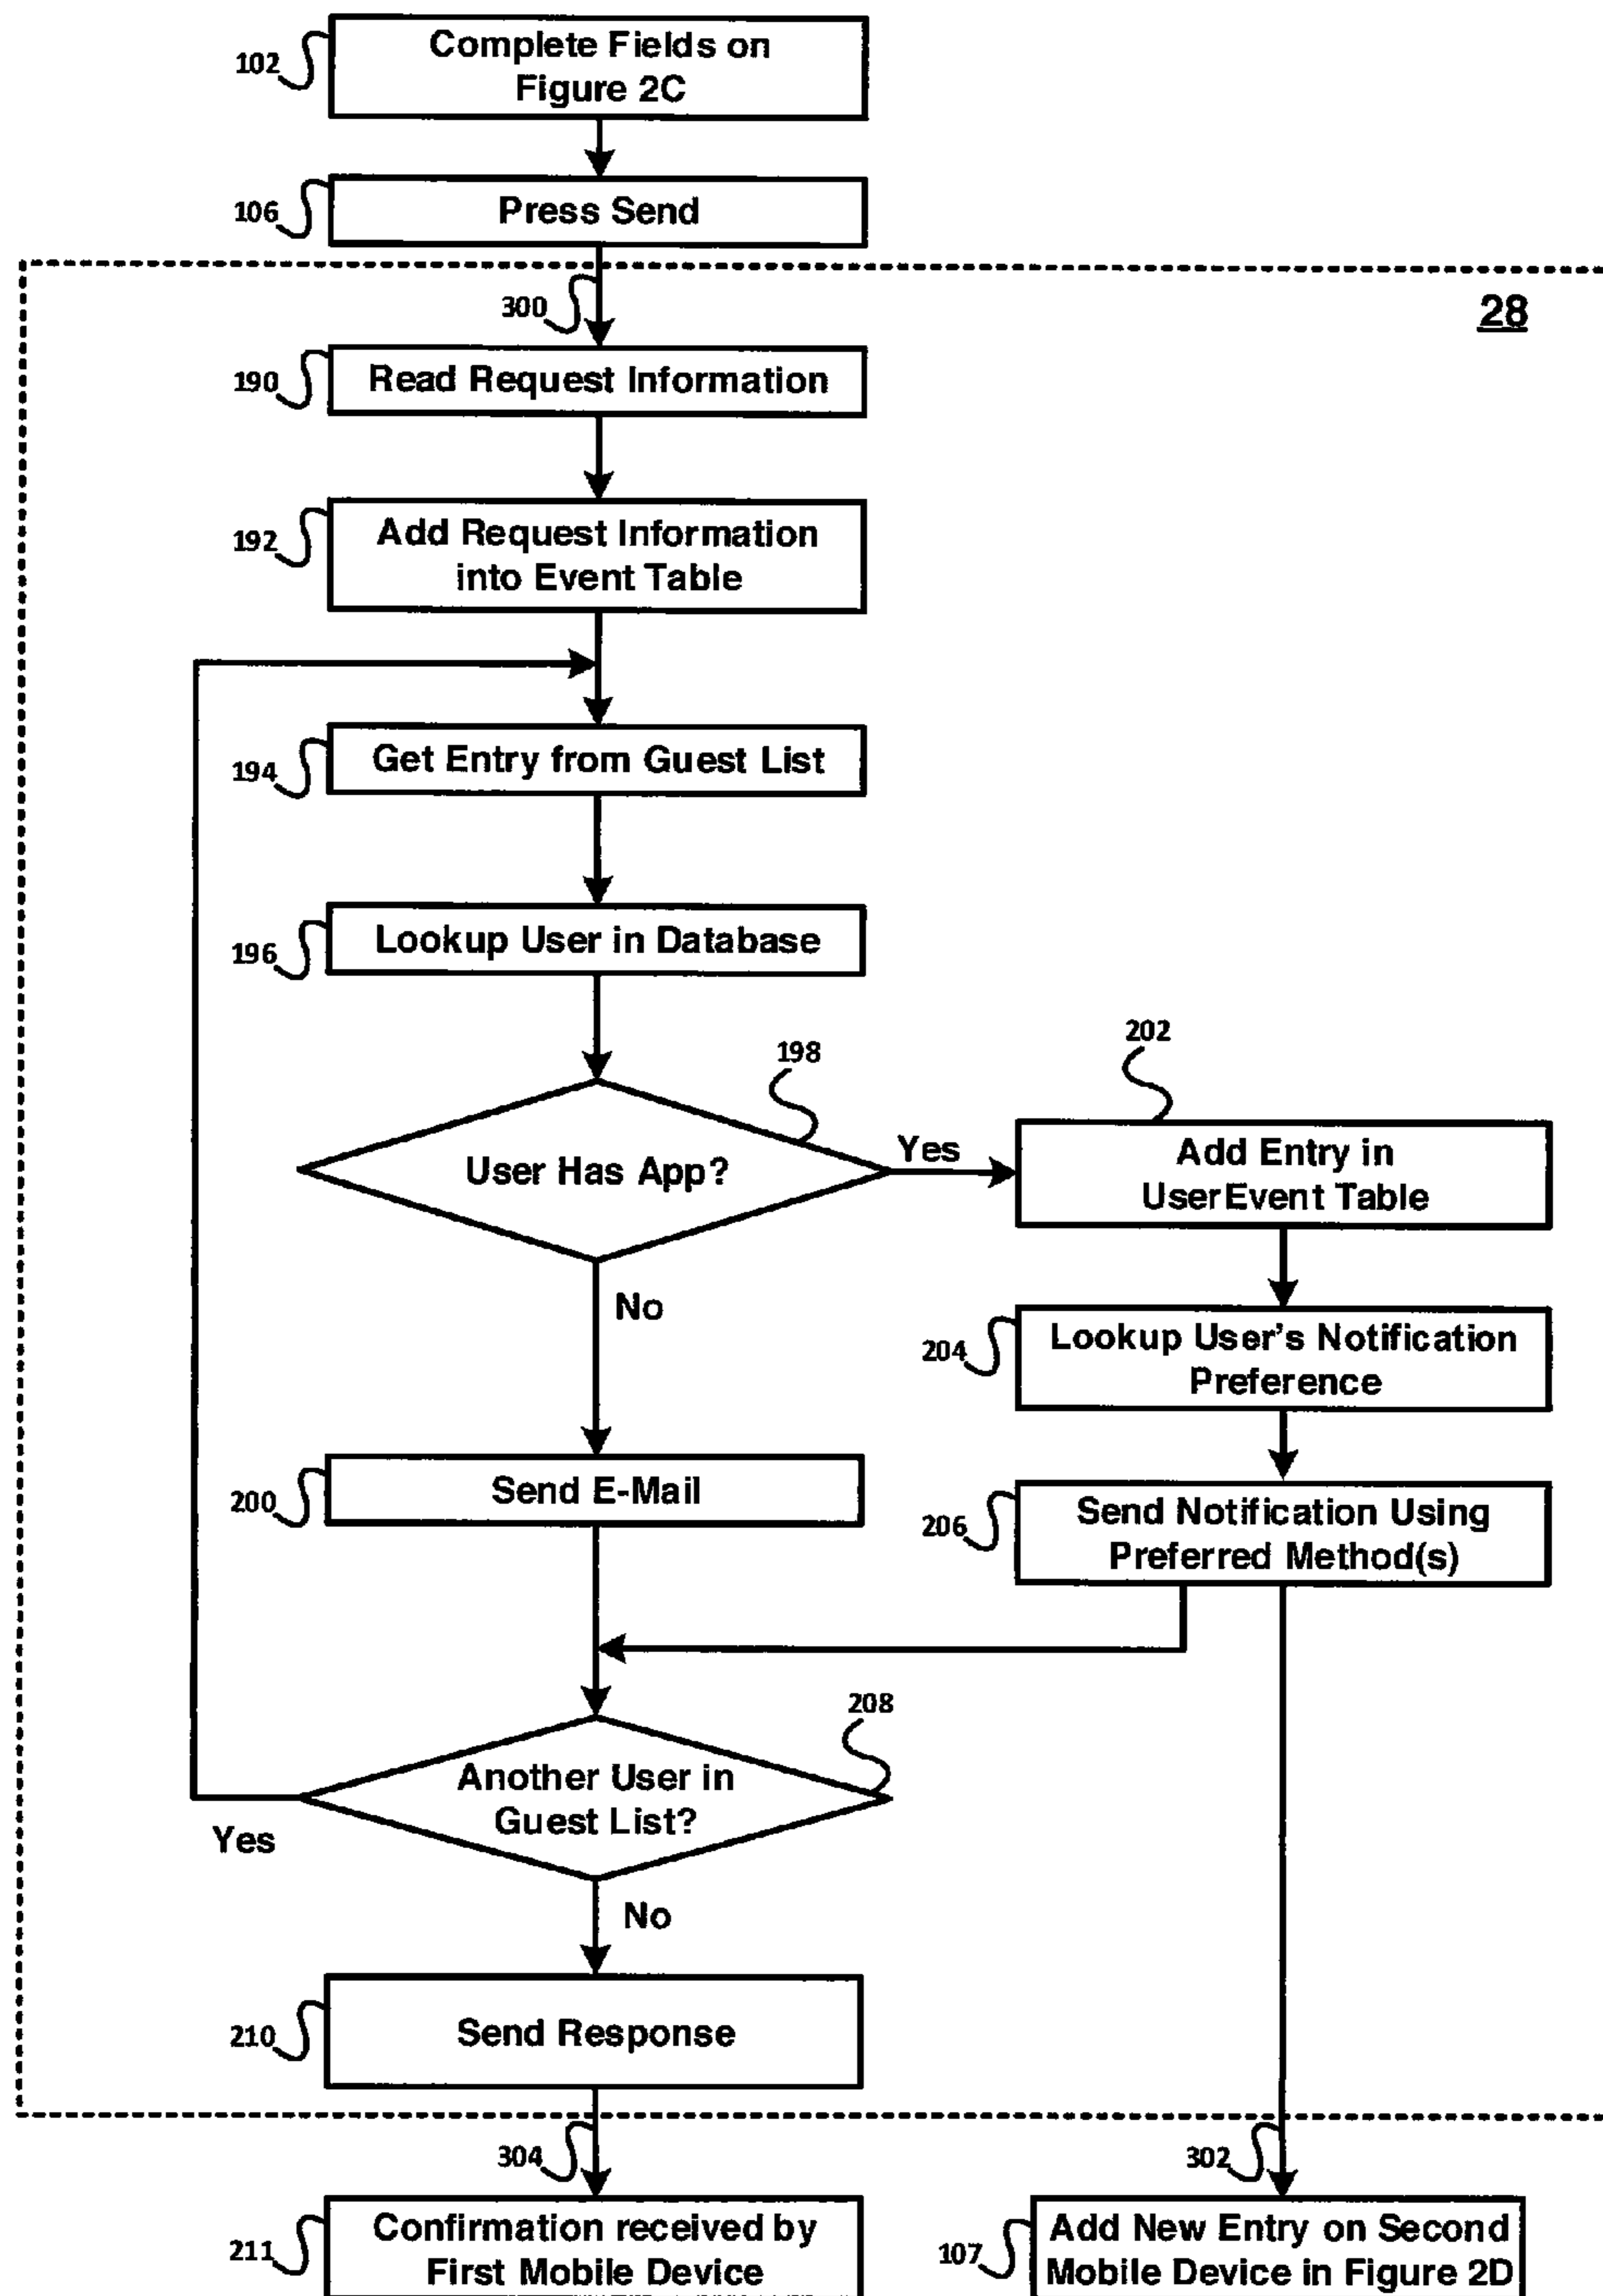 102
Complete Fields on
Figure 2C
106
Press Send
300
28
190
Read Request Information
192
Add Request Information
into Event Table
194
Get Entry from Guest List
196
Lookup User in Database
198
User Has App?
Yes
202
Add Entry in
UserEvent Table
No
204
Lookup User's Notification
Preference
200
Send E-Mail
206
Send Notification Using
Preferred Method(s)
208
Another User in
Guest List?
Yes
No
210
Send Response
304
302
211
Confirmation received by
First Mobile Device
107
Add New Entry on Second
Mobile Device in Figure 2D